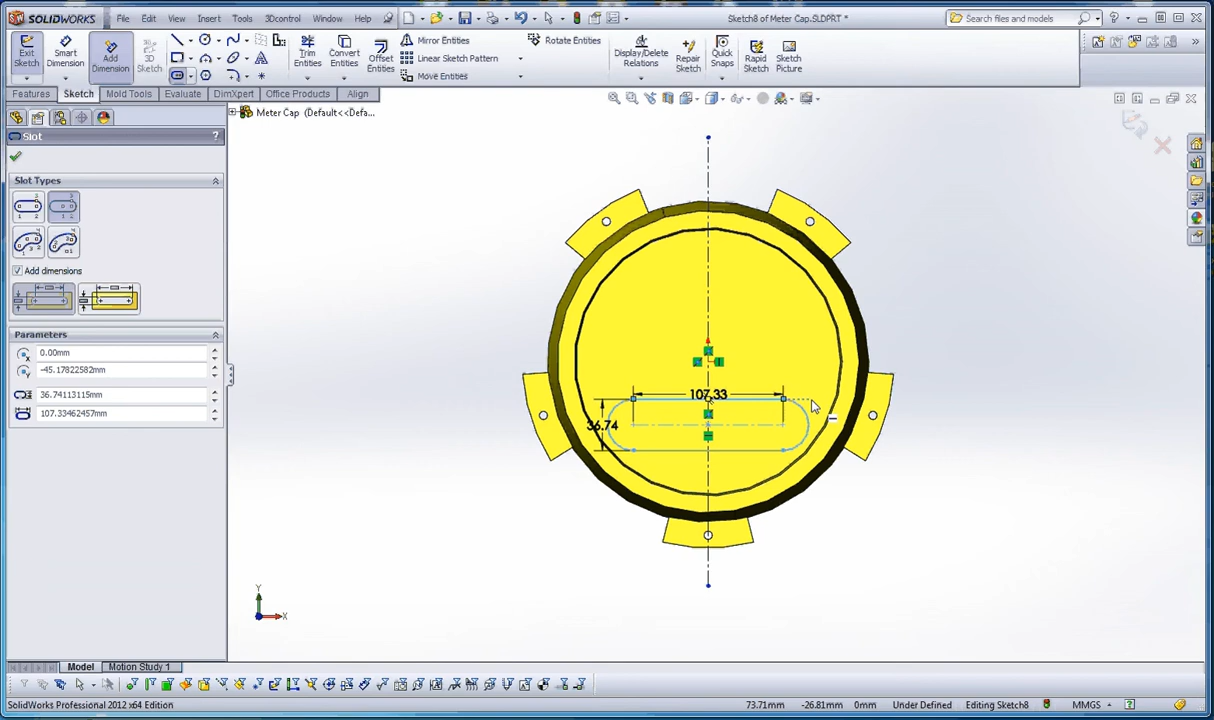 SOLIDWORKS File Edit View Insert Tools 3Dcontrol Window Help Sketch8 of Meter Cap.SLDPRT * Search files and models
Exit Sketch
Smart Dimension
Add Dimension
3D Sketch
Trim Entities
Convert Entities
Offset Entities
Mirror Entities
Linear Sketch Pattern
Move Entities
Rotate Entities
Display/Delete Relations
Repair Sketch
Quick Snaps
Rapid Sketch
Sketch Picture
Features Sketch Mold Tools Evaluate DimXpert Office Products Align
Meter Cap (Default<<Defa...
Slot ?
Slot Types
Add dimensions
Parameters
0.00mm
-45.17822582mm
36.74113115mm
107.33462457mm
107.33
36.74
Y
X
Model Motion Study 1
SolidWorks Professional 2012 x64 Edition 73.71mm -26.81mm 0mm Under Defined Editing Sketch8 MMGS